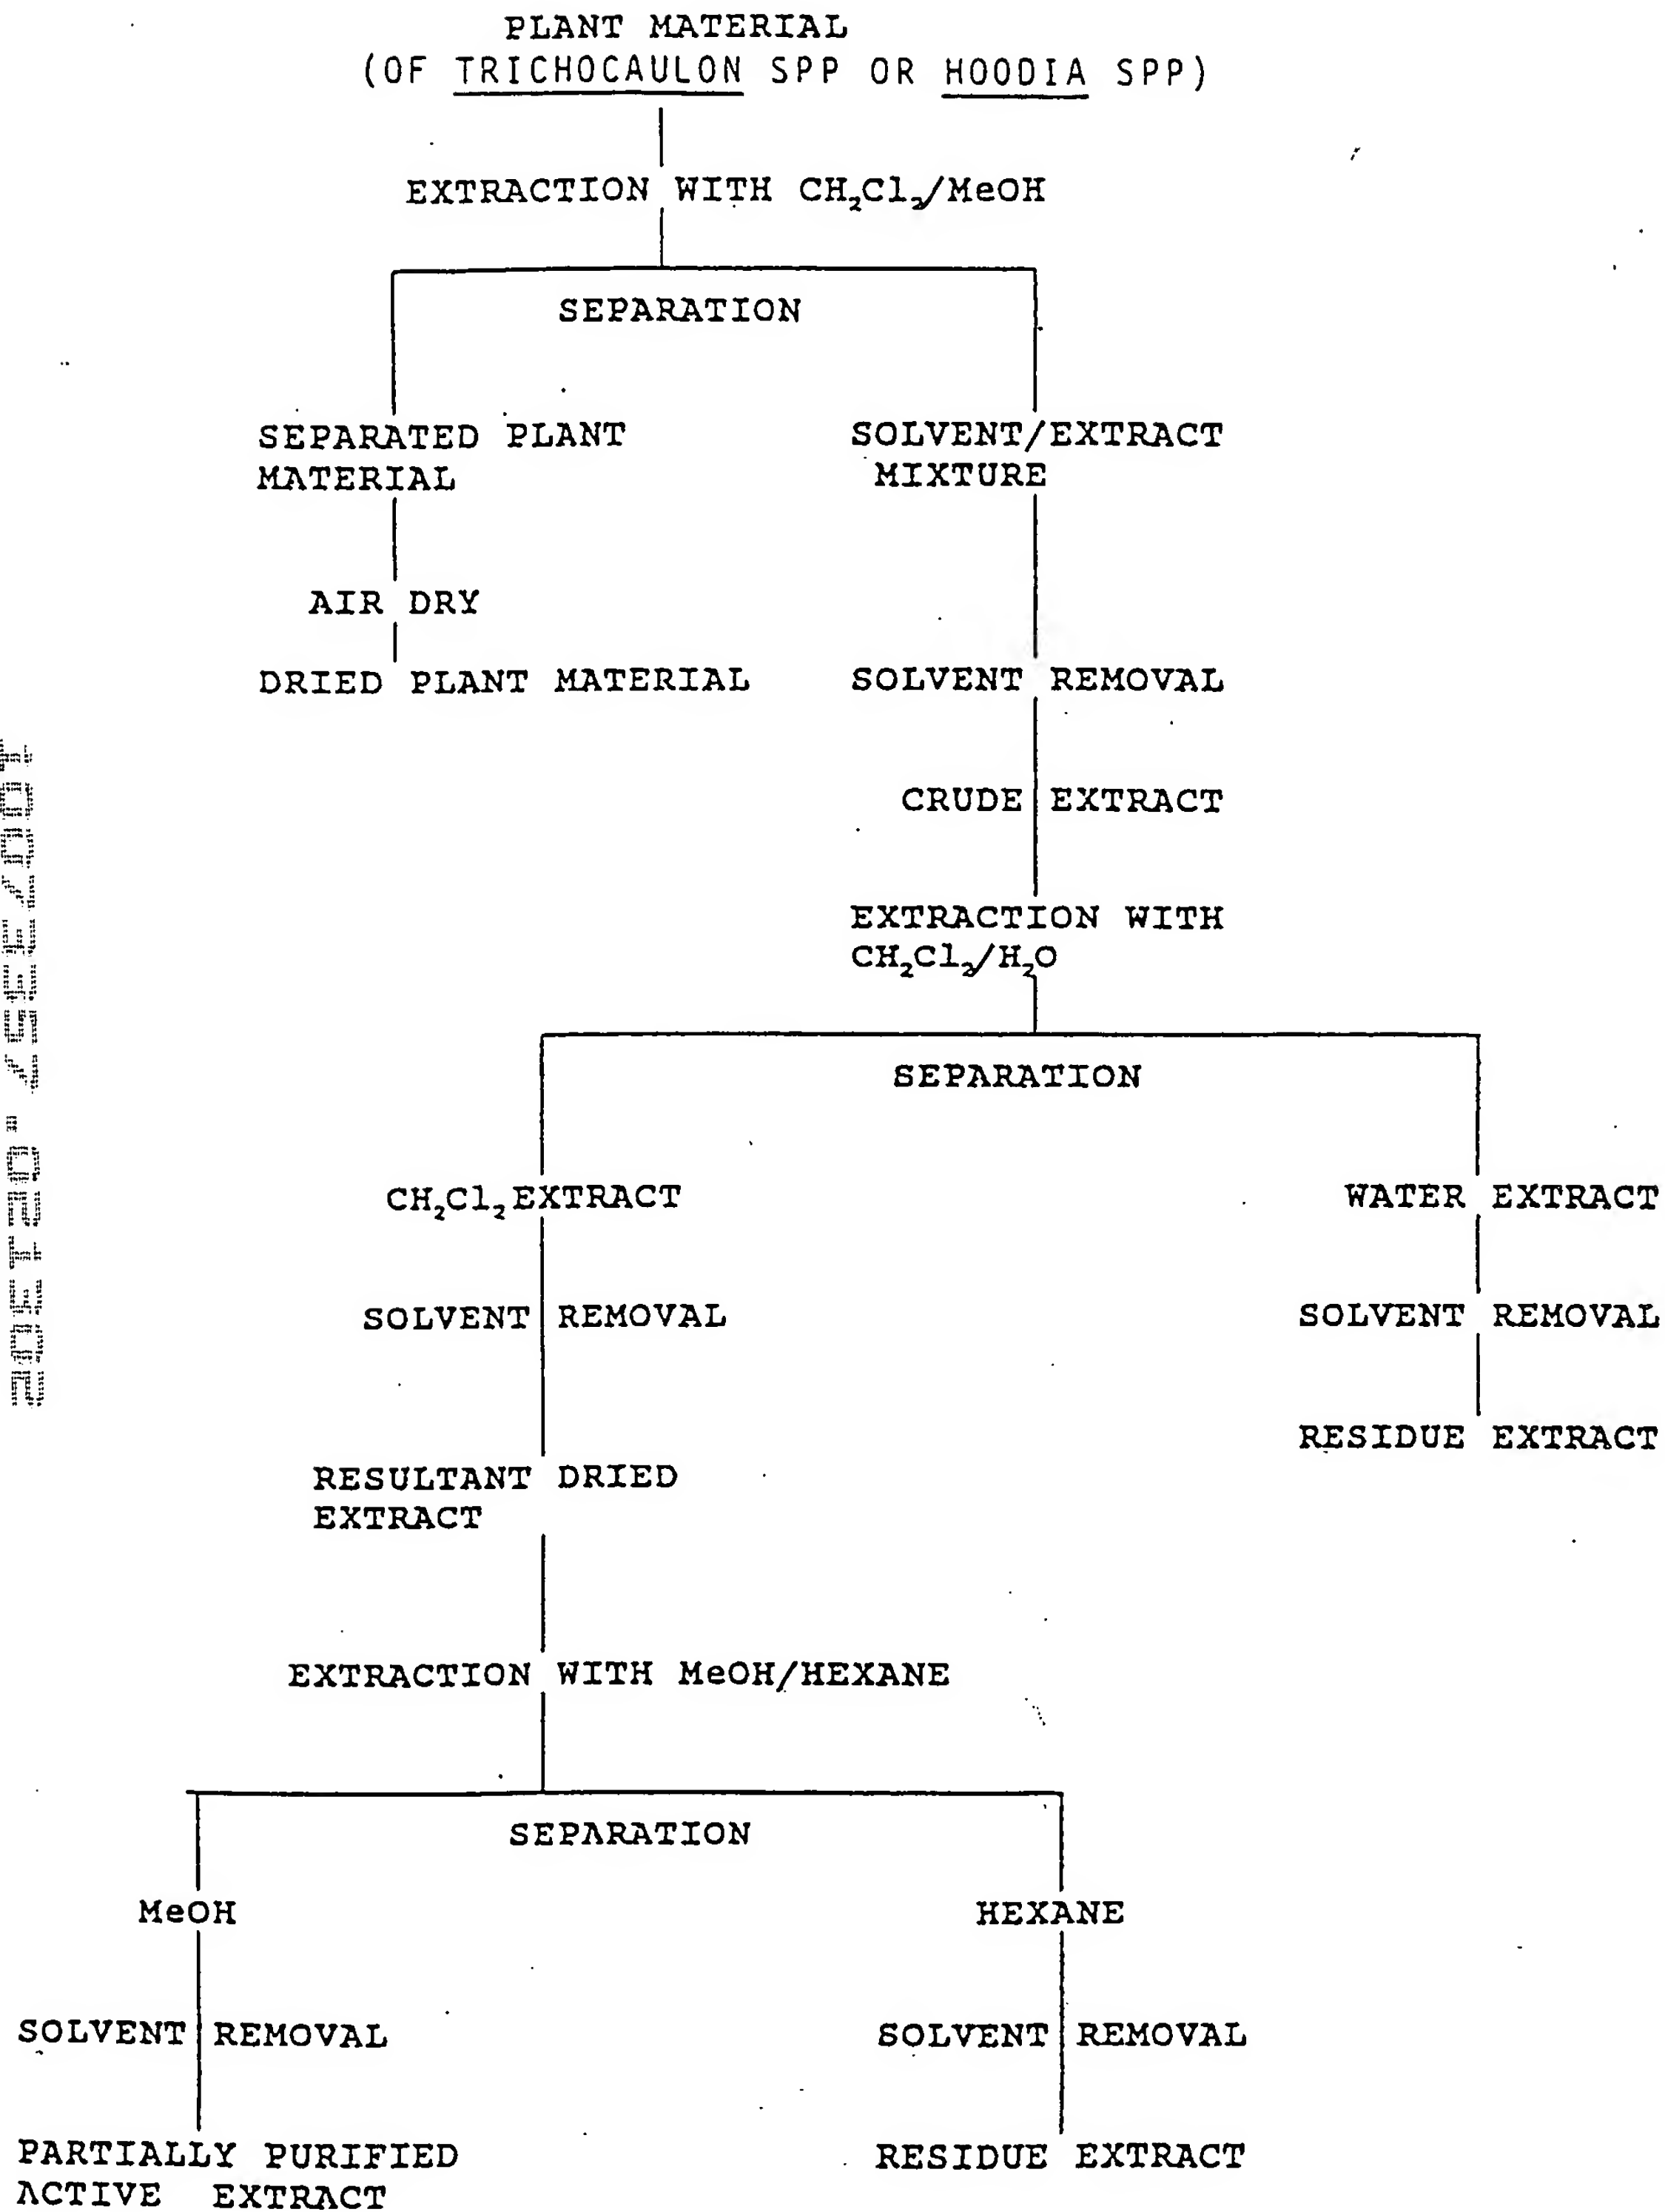 PLANT MATERIAL
(OF TRICHOCAULON SPP OR HOODIA SPP)
EXTRACTION WITH CH₂Cl₂/MeOH
SEPARATION
SEPARATED PLANT
MATERIAL
SOLVENT/EXTRACT
MIXTURE
AIR DRY
DRIED PLANT MATERIAL
SOLVENT REMOVAL
CRUDE EXTRACT
EXTRACTION WITH
CH₂Cl₂/H₂O
SEPARATION
CH₂Cl₂ EXTRACT
WATER EXTRACT
SOLVENT REMOVAL
SOLVENT REMOVAL
RESIDUE EXTRACT
RESULTANT DRIED
EXTRACT
EXTRACTION WITH MeOH/HEXANE
SEPARATION
MeOH
HEXANE
SOLVENT REMOVAL
SOLVENT REMOVAL
PARTIALLY PURIFIED
ACTIVE EXTRACT
RESIDUE EXTRACT